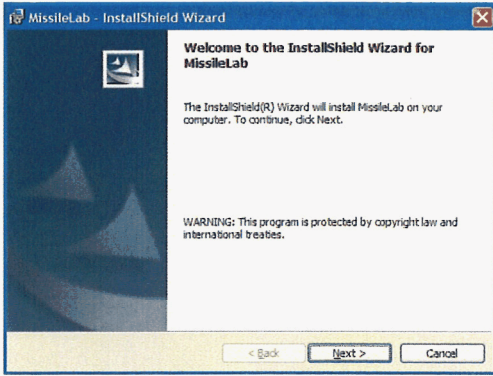 MissileLab - InstallShield Wizard
Welcome to the InstallShield Wizard for
MissileLab
The InstallShield(R) Wizard will install MissileLab on your
computer. To continue, click Next.
WARNING: This program is protected by copyright law and
international treaties.
< Back
Next >
Cancel